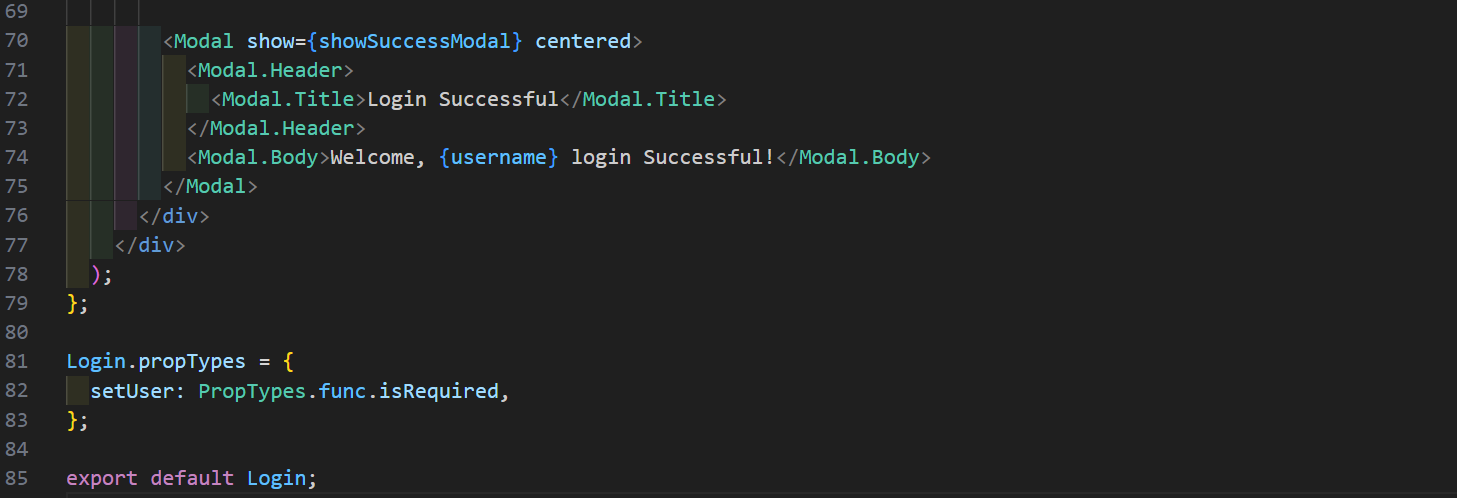 69
70 <Modal show={showSuccessModal} centered>
71 <Modal.Header>
72 <Modal.Title>Login Successful</Modal.Title>
73 </Modal.Header>
74 <Modal.Body>Welcome, {username} login Successful!</Modal.Body>
75 </Modal>
76 </div>
77 </div>
78 );
79 };
80
81 Login.propTypes = {
82 setUser: PropTypes.func.isRequired,
83 };
84
85 export default Login;